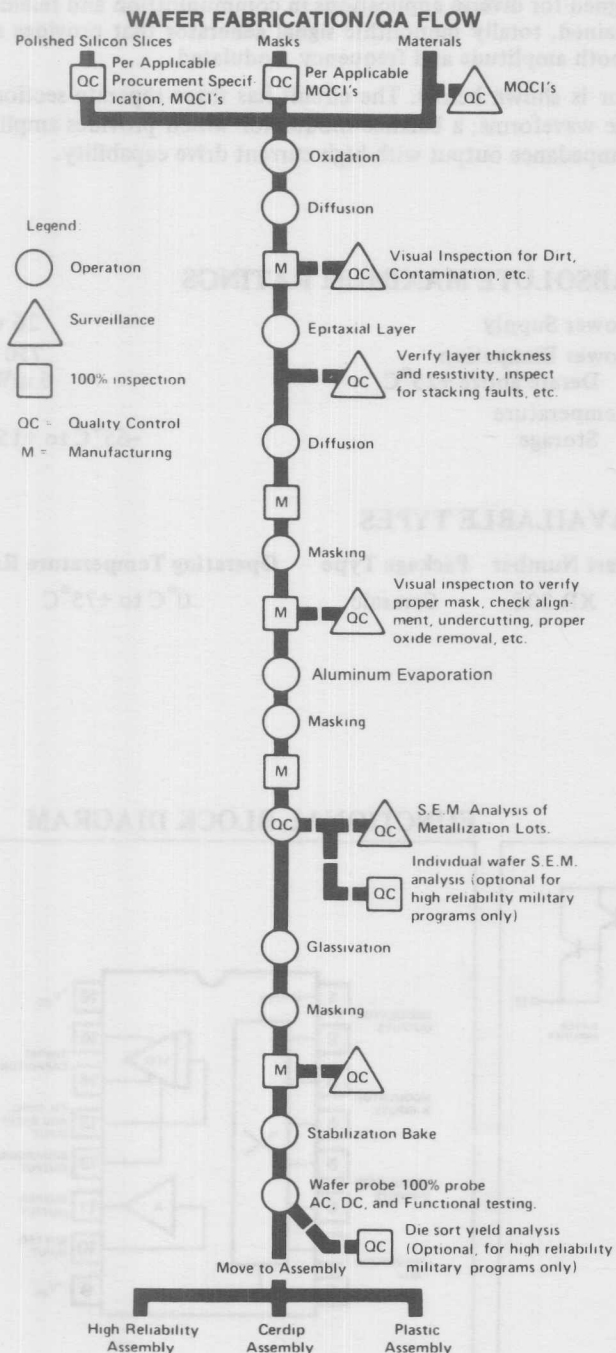 WAFER FABRICATION/QA FLOW
Polished Silicon Slices
Masks
Materials
QC
Per Applicable
Procurement Specif-
ication, MQCI's
QC
Per Applicable
MQCI's
QC
MQCI's
Oxidation
Diffusion
Legend:
Operation
Surveillance
100% inspection
QC = Quality Control
M = Manufacturing
M
QC
Visual Inspection for Dirt,
Contamination, etc.
Epitaxial Layer
QC
Verify layer thickness
and resistivity, inspect
for stacking faults, etc.
Diffusion
M
Masking
M
QC
Visual inspection to verify
proper mask, check align
ment, undercutting, proper
oxide removal, etc.
Aluminum Evaporation
Masking
M
QC
QC
S.E.M. Analysis of
Metallization Lots.
QC
Individual wafer S.E.M.
analysis (optional for
high reliability military
programs only)
Glassivation
Masking
M
QC
Stabilization Bake
Wafer probe 100% probe
AC, DC, and Functional testing.
QC
Die sort yield analysis
(Optional, for high reliability
military programs only)
Move to Assembly
High Reliability
Assembly
Cerdip
Assembly
Plastic
Assembly